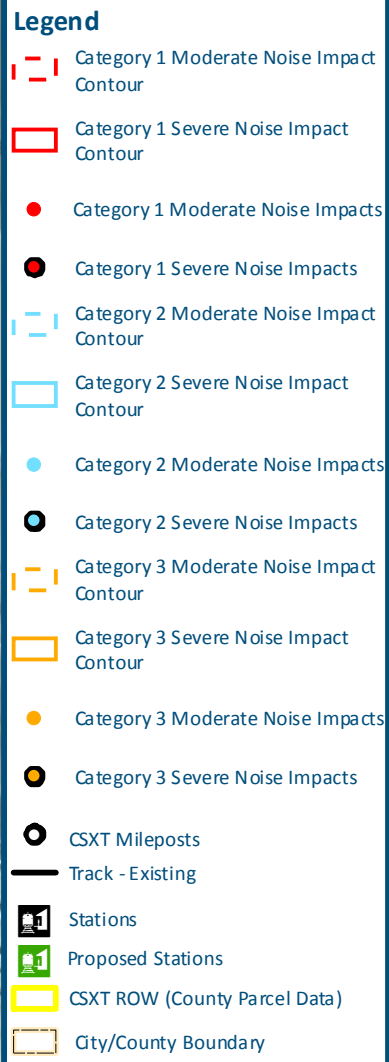 Legend
Category 1 Moderate Noise Impact
Contour
Category 1 Severe Noise Impact
Contour
Category 1 Moderate Noise Impacts
Category 1 Severe Noise Impacts
Category 2 Moderate Noise Impact
Contour
Category 2 Severe Noise Impact
Contour
Category 2 Moderate Noise Impacts
Category 2 Severe Noise Impacts
Category 3 Moderate Noise Impact
Contour
Category 3 Severe Noise Impact
Contour
Category 3 Moderate Noise Impacts
Category 3 Severe Noise Impacts
CSXT Mileposts
Track - Existing
Stations
Proposed Stations
CSXT ROW (County Parcel Data)
City/County Boundary